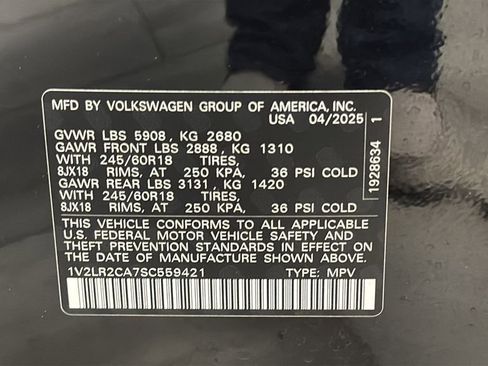 MFD BY VOLKSWAGEN GROUP OF AMERICA, INC.
USA 04/2025
GVWR LBS 5908, KG 2680
GAWR FRONT LBS 2888, KG 1310
WITH 245/60R18 TIRES,
8JX18 RIMS, AT 250 KPA, 36 PSI COLD
GAWR REAR LBS 3131, KG 1420
WITH 245/60R18 TIRES,
8JX18 RIMS, AT 250 KPA, 36 PSI COLD
THIS VEHICLE CONFORMS TO ALL APPLICABLE
U.S. FEDERAL MOTOR VEHICLE SAFETY AND
THEFT PREVENTION STANDARDS IN EFFECT ON
THE DATE OF MANUFACTURE SHOWN ABOVE.
1V2LR2CA7SC559421 TYPE: MPV
1928634 1